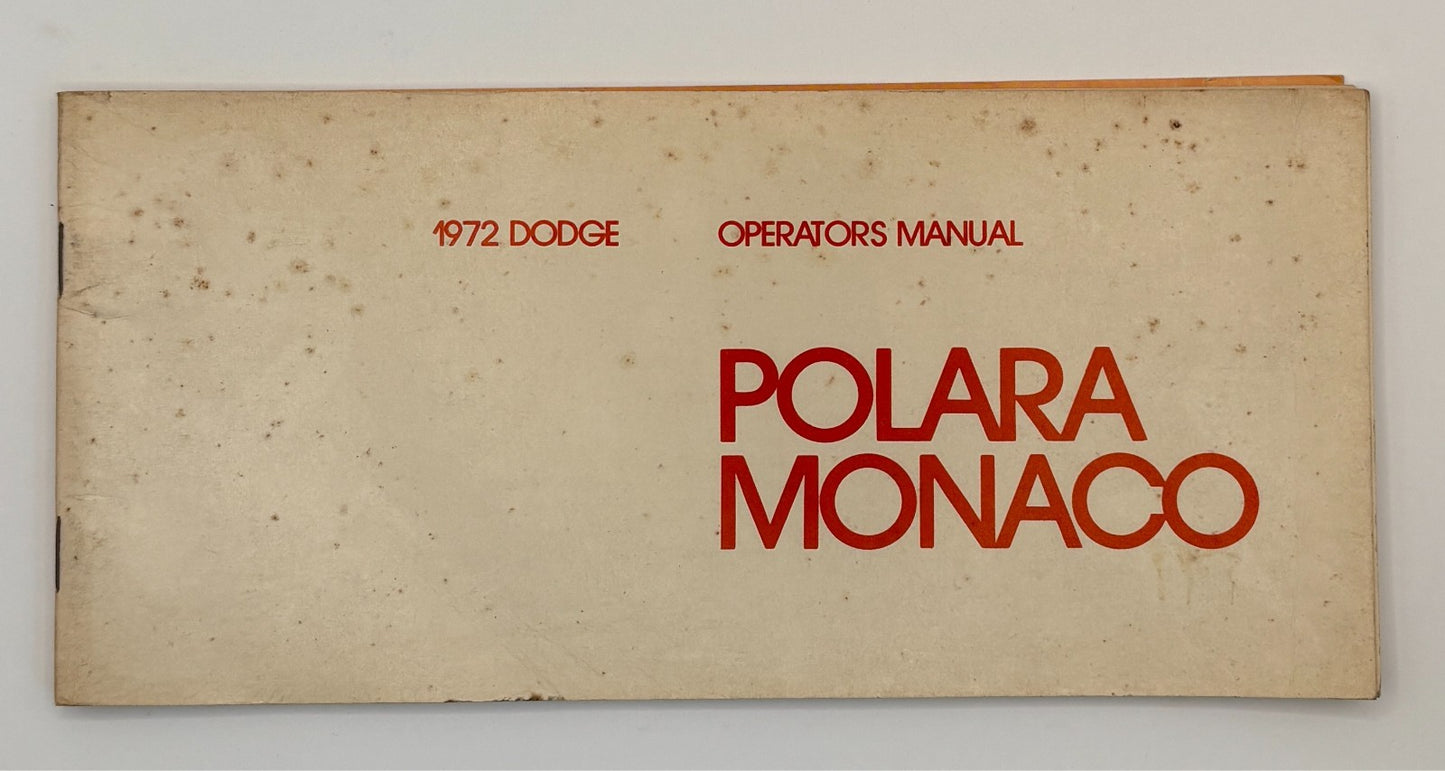 1972 DODGE OPERATORS MANUAL
POLARA
MONACO